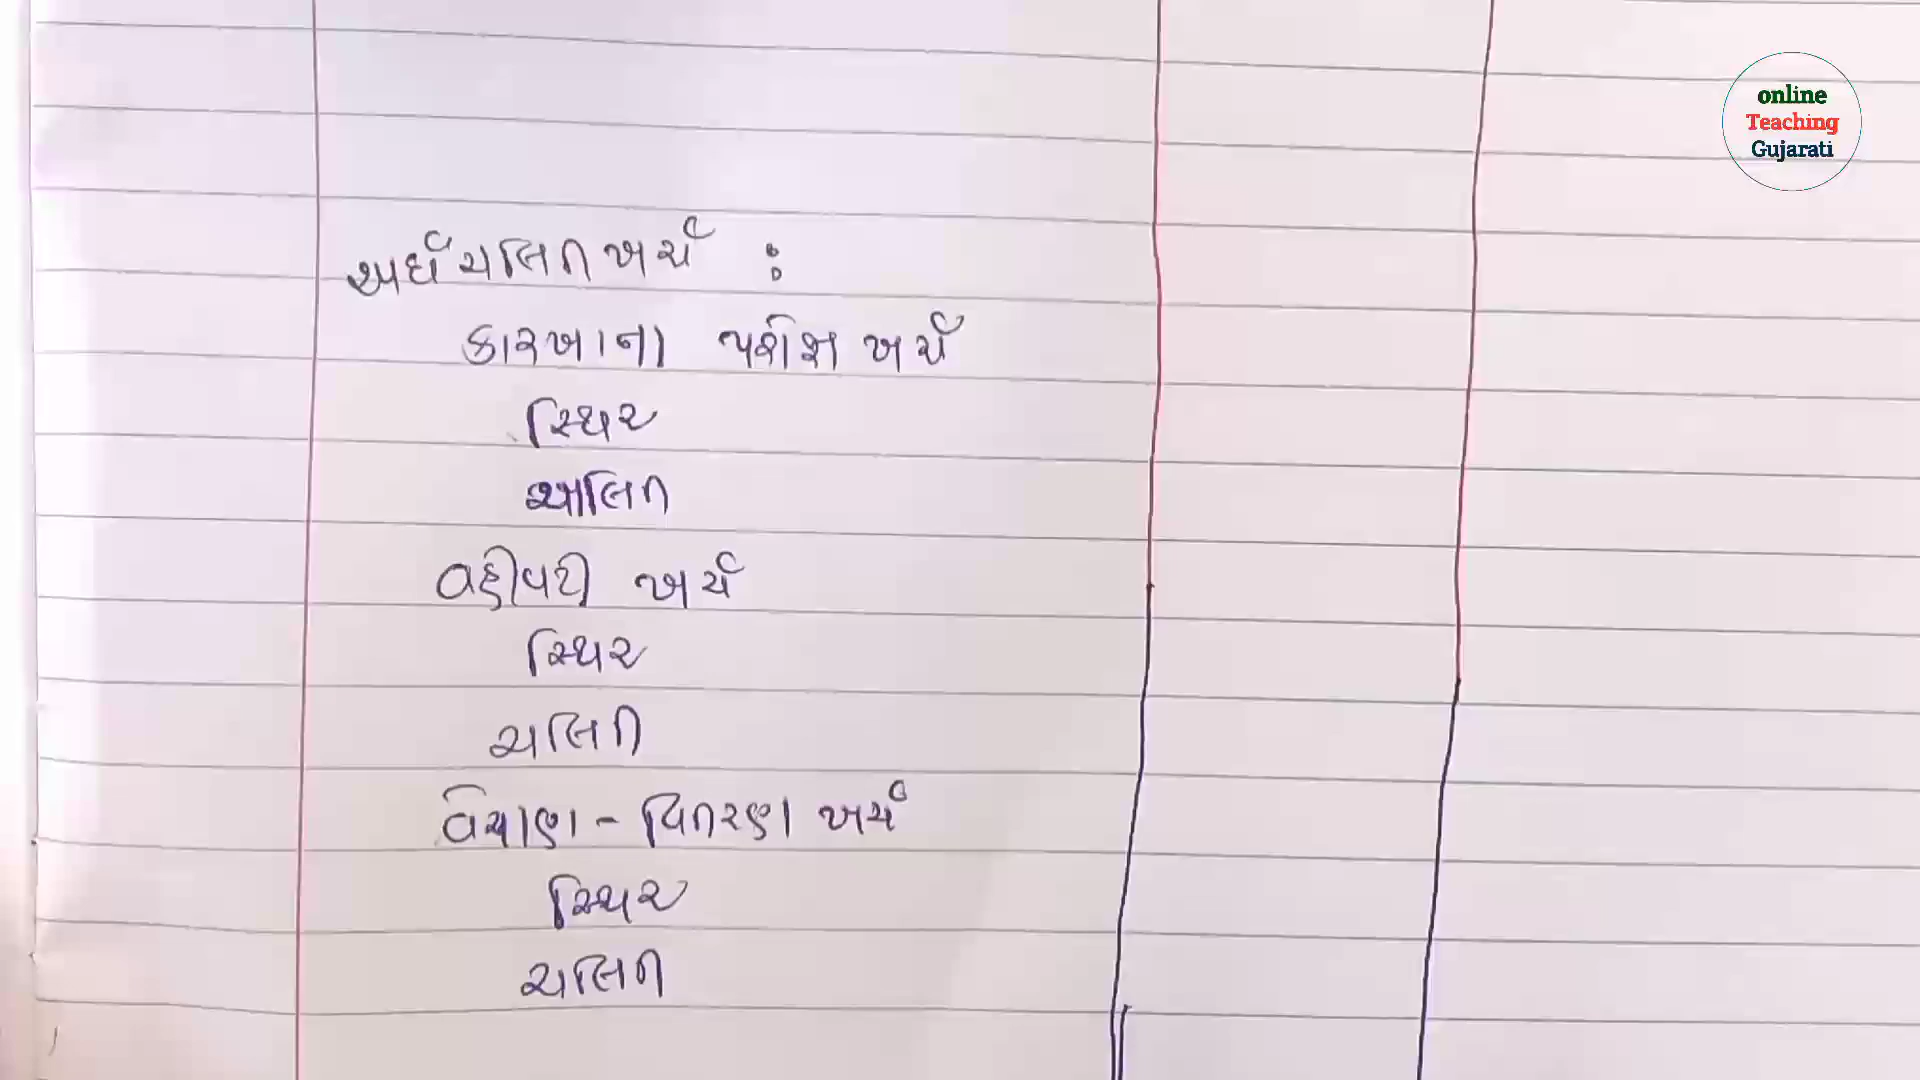 online
Teaching
Gujarati
અર્ધચલિત ખર્ચ :
કારખાના પરોક્ષ ખર્ચ
સ્થિર
ચલિત
વહીવટી ખર્ચ
સ્થિર
ચલિત
વેચાણ - વિતરણ ખર્ચ
સ્થિર
ચલિત